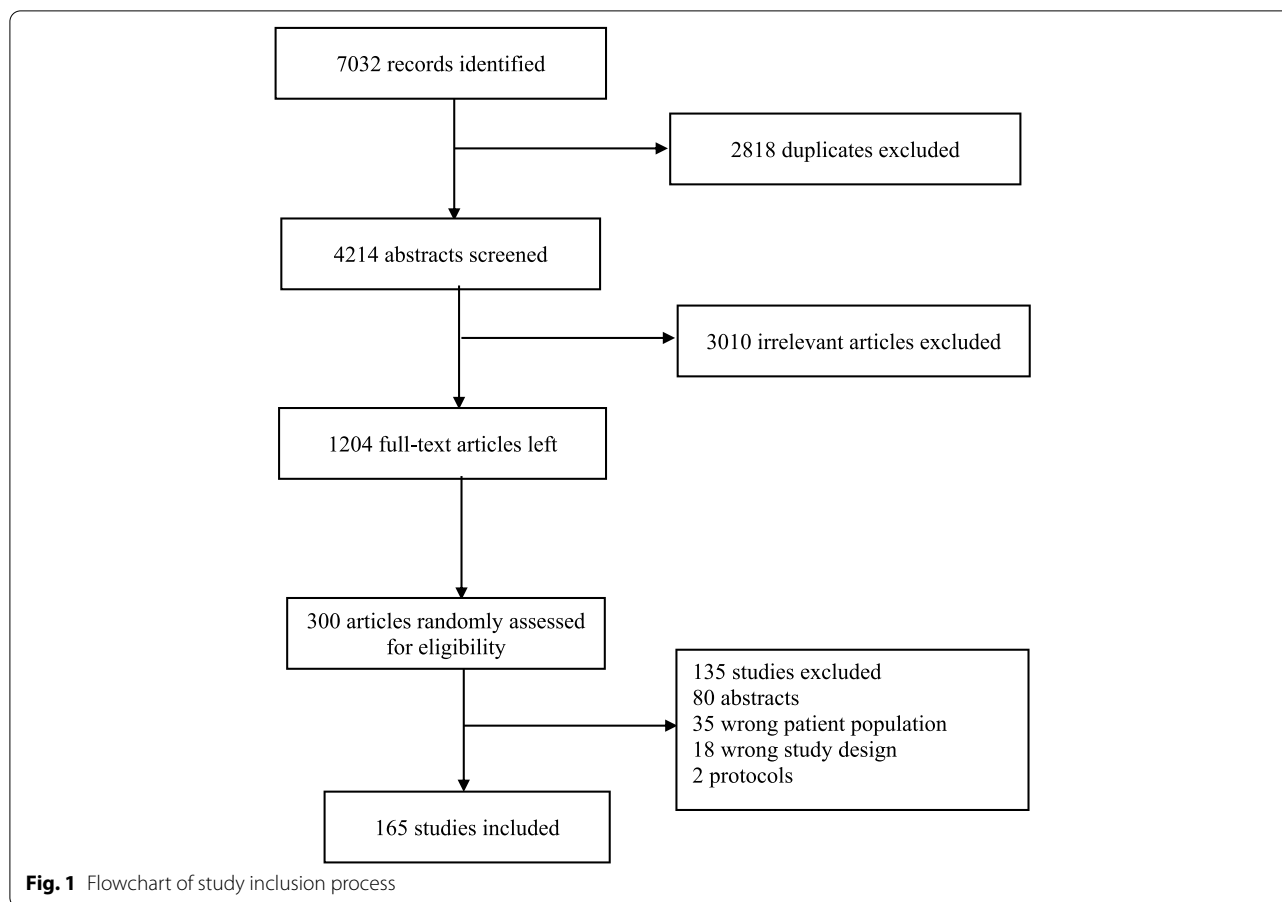 7032 records identified
2818 duplicates excluded
4214 abstracts screened
3010 irrelevant articles excluded
1204 full-text articles left
300 articles randomly assessed
for eligibility
135 studies excluded
80 abstracts
35 wrong patient population
18 wrong study design
2 protocols
165 studies included
Fig. 1 Flowchart of study inclusion process